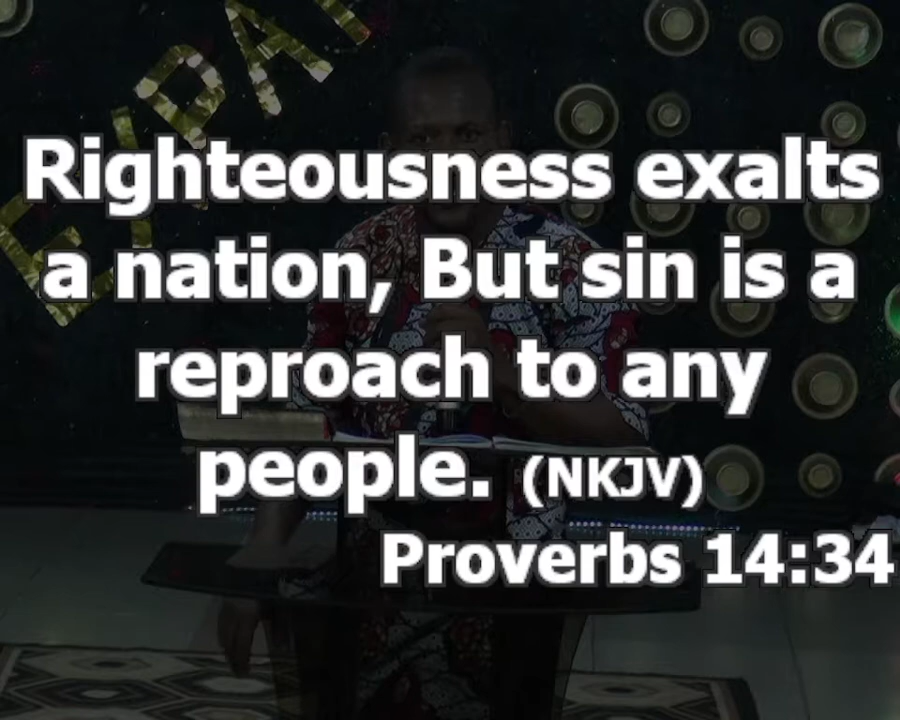 Righteousness exalts
a nation, But sin is a
reproach to any
people. (NKJV)
Proverbs 14:34